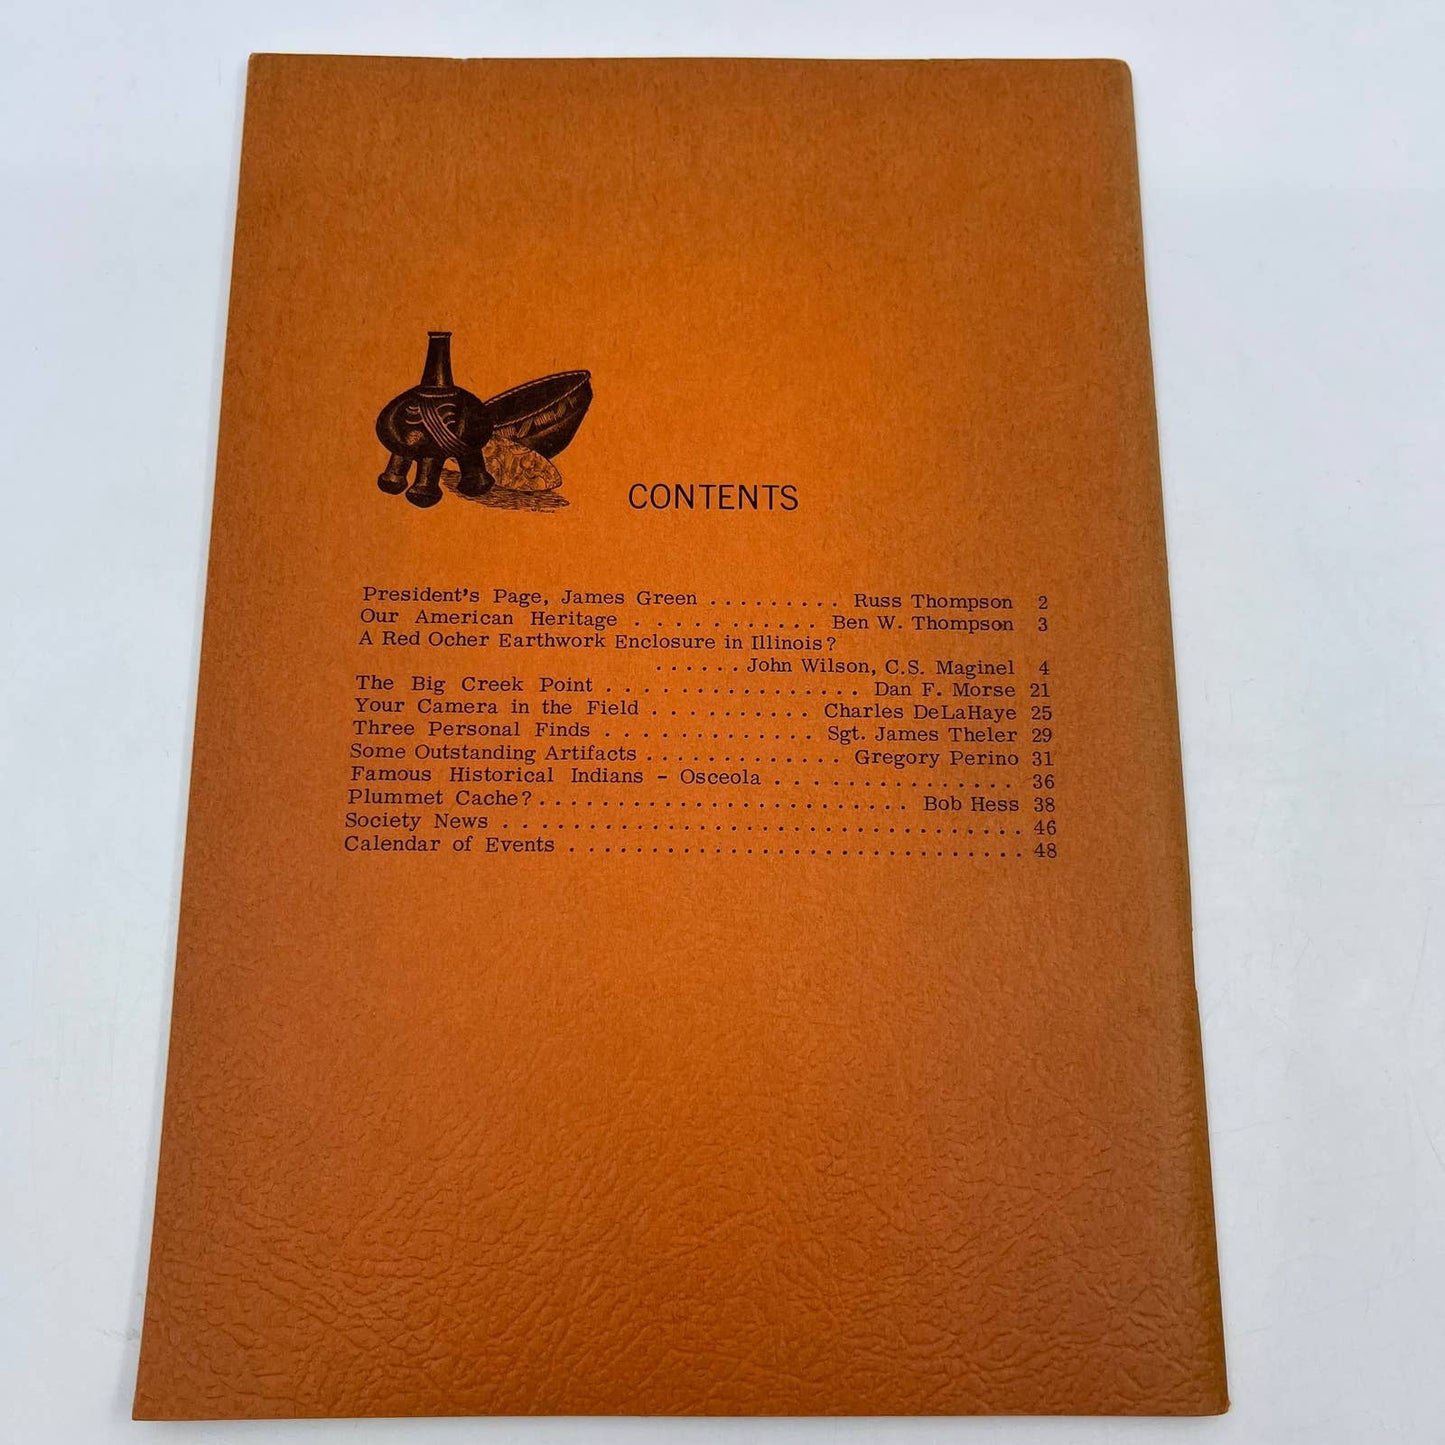 CONTENTS
President's Page, James Green . . . . . . . . . Russ Thompson 2
Our American Heritage . . . . . . . . . . . Ben W. Thompson 3
A Red Ocher Earthwork Enclosure in Illinois?
. . . . . . John Wilson, C.S. Maginel 4
The Big Creek Point . . . . . . . . . . . . . . . . Dan F. Morse 21
Your Camera in the Field . . . . . . . . . . Charles DeLaHaye 25
Three Personal Finds . . . . . . . . . . . . Sgt. James Theler 29
Some Outstanding Artifacts . . . . . . . . . . . . . Gregory Perino 31
Famous Historical Indians - Osceola . . . . . . . . . . . . . . . 36
Plummet Cache? . . . . . . . . . . . . . . . . . . . . . . . . Bob Hess 38
Society News . . . . . . . . . . . . . . . . . . . . . . . . . . . . . . . 46
Calendar of Events . . . . . . . . . . . . . . . . . . . . . . . . . . . . 48